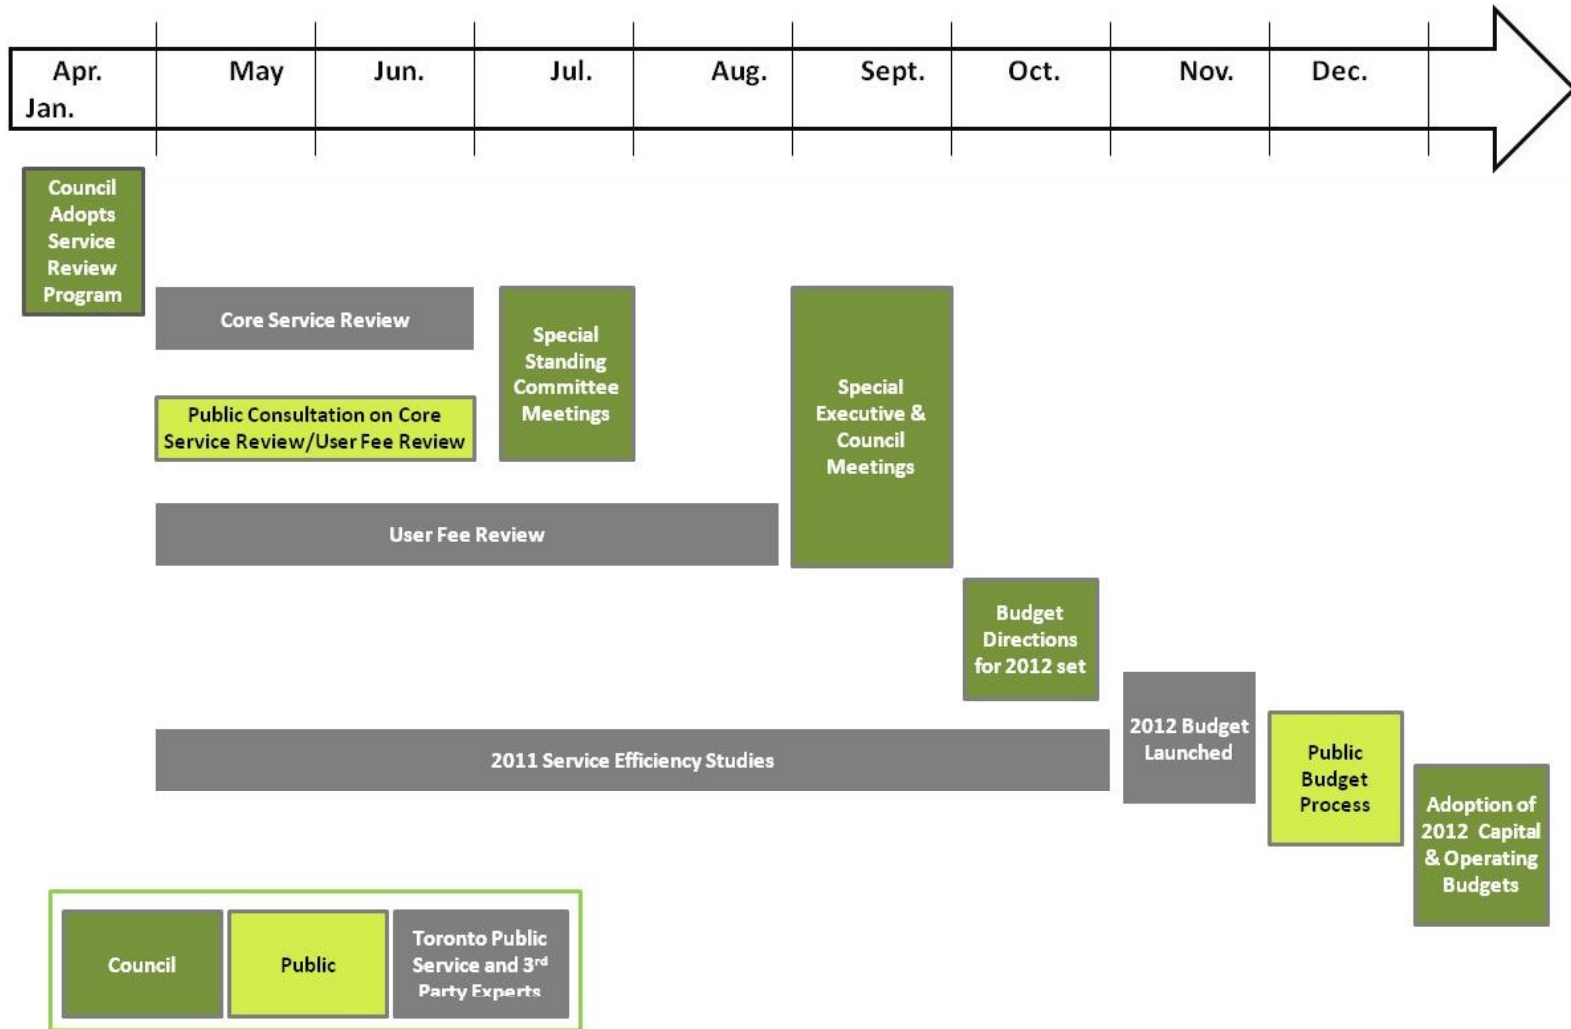 Apr. May Jun. Jul. Aug. Sept. Oct. Nov. Dec.
Jan.
Council
Adopts
Service
Review
Program
Core Service Review
Special
Standing
Committee
Meetings
Special
Executive &
Council
Meetings
Public Consultation on Core
Service Review/User Fee Review
User Fee Review
Budget
Directions
for 2012 set
2011 Service Efficiency Studies
2012 Budget
Launched
Public
Budget
Process
Adoption of
2012 Capital
& Operating
Budgets
Council
Public
Toronto Public
Service and 3rd
Party Experts